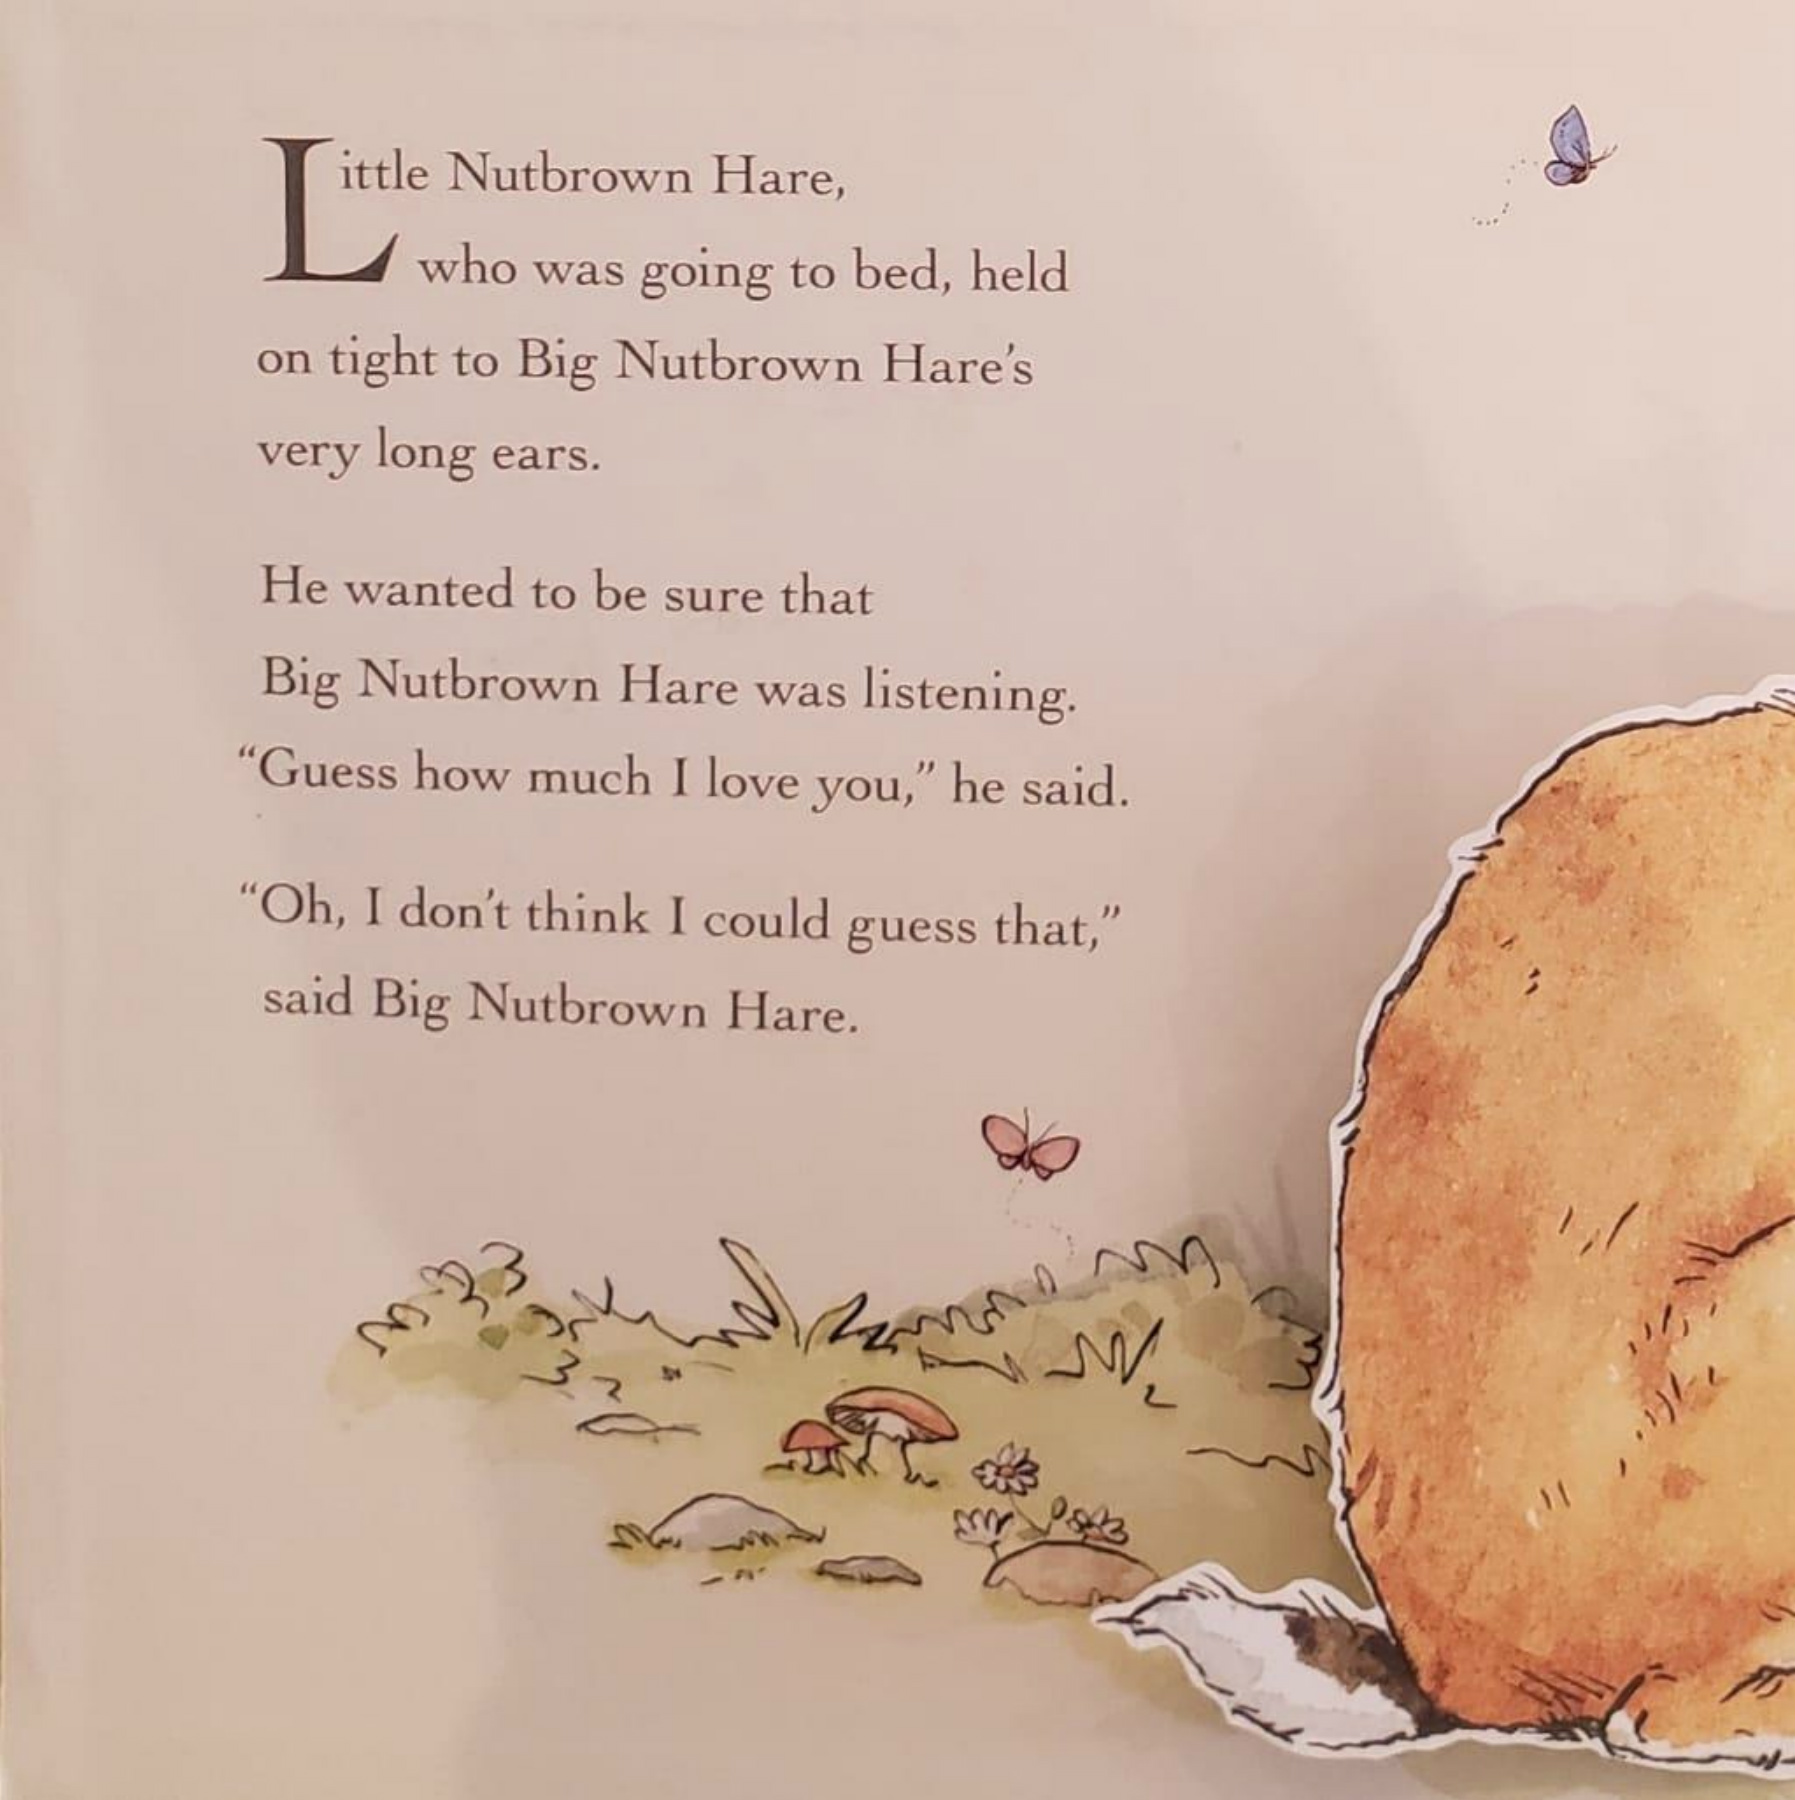 Little Nutbrown Hare,
who was going to bed, held
on tight to Big Nutbrown Hare’s
very long ears.
He wanted to be sure that
Big Nutbrown Hare was listening.
“Guess how much I love you,” he said.
“Oh, I don’t think I could guess that,”
said Big Nutbrown Hare.